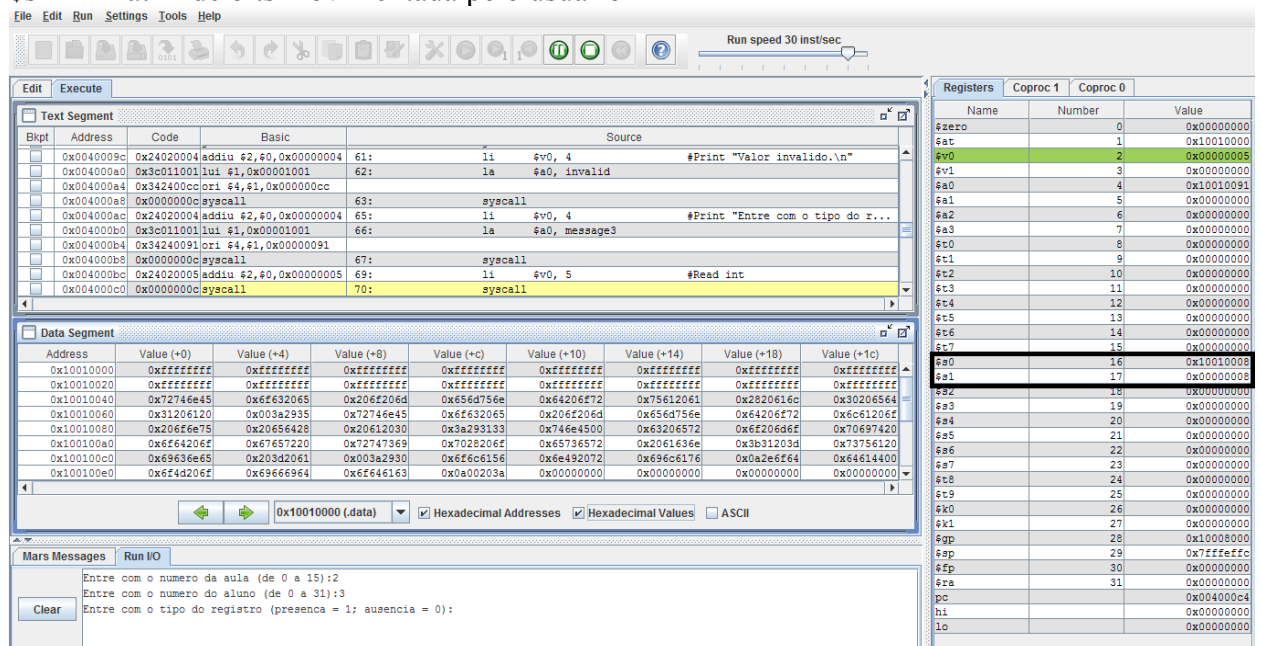 File Edit Run Settings Tools Help
Run speed 30 inst/sec
Edit Execute
Text Segment
Bkpt Address Code Basic Source
0x0040009c 0x24020004 addiu $2,$0,0x00000004 61: li $v0, 4 #Print "Valor invalido.\n"
0x004000a0 0x3c011001 lui $1,0x00001001 62: la $a0, invalid
0x004000a4 0x342400cc ori $4,$1,0x000000cc
0x004000a8 0x0000000c syscall 63: syscall
0x004000ac 0x24020004 addiu $2,$0,0x00000004 65: li $v0, 4 #Print "Entre com o tipo do r...
0x004000b0 0x3c011001 lui $1,0x00001001 66: la $a0, message3
0x004000b4 0x34240091 ori $4,$1,0x00000091
0x004000b8 0x0000000c syscall 67: syscall
0x004000bc 0x24020005 addiu $2,$0,0x00000005 69: li $v0, 5 #Read int
0x004000c0 0x0000000c syscall 70: syscall
Data Segment
Address Value (+0) Value (+4) Value (+8) Value (+c) Value (+10) Value (+14) Value (+18) Value (+1c)
0x10010000 0xffffffff 0xffffffff 0xffffffff 0xffffffff 0xffffffff 0xffffffff 0xffffffff 0xffffffff
0x10010020 0xffffffff 0xffffffff 0xffffffff 0xffffffff 0xffffffff 0xffffffff 0xffffffff 0xffffffff
0x10010040 0x72746e45 0x6f632065 0x206f206d 0x656d756e 0x64206f72 0x75612061 0x2820616c 0x30206564
0x10010060 0x31206120 0x003a2935 0x72746e45 0x6f632065 0x206f206d 0x656d756e 0x64206f72 0x6c61206f
0x10010080 0x206f6e75 0x20656428 0x20612030 0x3a293133 0x746e4500 0x63206572 0x6f206d6f 0x70697420
0x100100a0 0x6f64206f 0x67657220 0x72747369 0x7028206f 0x65736572 0x2061636e 0x3b31203d 0x73756120
0x100100c0 0x69636e65 0x203d2061 0x003a2930 0x6f6c6156 0x6e692072 0x696c6176 0x0a2e6f64 0x64614400
0x100100e0 0x6f4d206f 0x69666964 0x6f646163 0x0a00203a 0x00000000 0x00000000 0x00000000 0x00000000
0x10010000 (.data) Hexadecimal Addresses Hexadecimal Values ASCII
Mars Messages Run I/O
Entre com o numero da aula (de 0 a 15):2
Entre com o numero do aluno (de 0 a 31):3
Entre com o tipo do registro (presenca = 1; ausencia = 0):
Clear
Registers Coproc 1 Coproc 0
Name Number Value
$zero 0 0x00000000
$at 1 0x10010000
$v0 2 0x00000005
$v1 3 0x00000000
$a0 4 0x10010091
$a1 5 0x00000000
$a2 6 0x00000000
$a3 7 0x00000000
$t0 8 0x00000000
$t1 9 0x00000000
$t2 10 0x00000000
$t3 11 0x00000000
$t4 12 0x00000000
$t5 13 0x00000000
$t6 14 0x00000000
$t7 15 0x00000000
$s0 16 0x10010008
$s1 17 0x00000008
$s2 18 0x00000000
$s3 19 0x00000000
$s4 20 0x00000000
$s5 21 0x00000000
$s6 22 0x00000000
$s7 23 0x00000000
$t8 24 0x00000000
$t9 25 0x00000000
$k0 26 0x00000000
$k1 27 0x00000000
$gp 28 0x10008000
$sp 29 0x7fffeffc
$fp 30 0x00000000
$ra 31 0x00000000
pc 0x004000c4
hi 0x00000000
lo 0x00000000